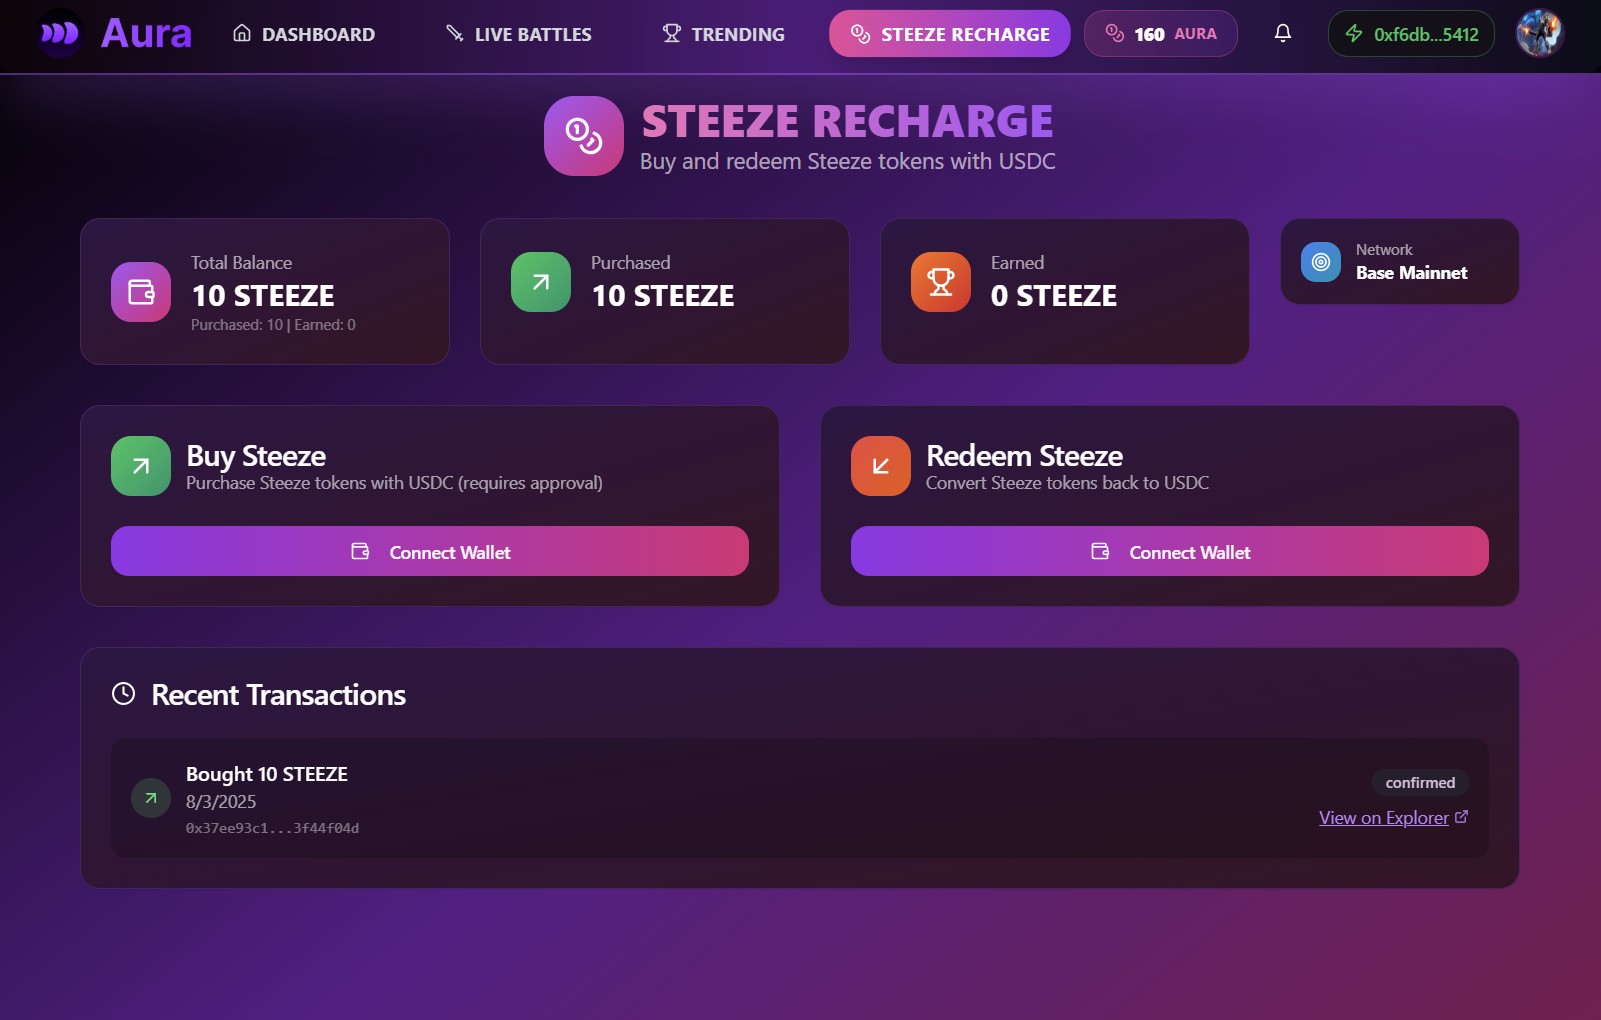 Aura
DASHBOARD
LIVE BATTLES
TRENDING
STEEZE RECHARGE
160 AURA
0xf6db...5412
STEEZE RECHARGE
Buy and redeem Steeze tokens with USDC
Total Balance
10 STEEZE
Purchased: 10 | Earned: 0
Purchased
10 STEEZE
Earned
0 STEEZE
Network
Base Mainnet
Buy Steeze
Purchase Steeze tokens with USDC (requires approval)
Connect Wallet
Redeem Steeze
Convert Steeze tokens back to USDC
Connect Wallet
Recent Transactions
Bought 10 STEEZE
8/3/2025
0x37ee93c1...3f44f04d
confirmed
View on Explorer